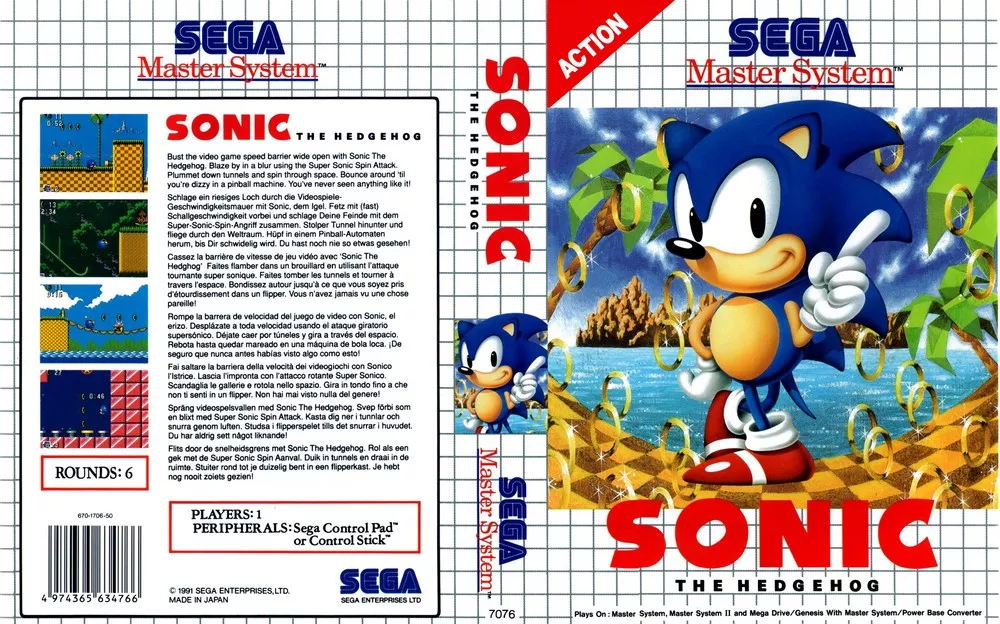 SEGA
Master System™
SONIC THE HEDGEHOG
Bust the video game speed barrier wide open with Sonic The
Hedgehog. Blaze by in a blur using the Super Sonic Spin Attack.
Plummet down tunnels and spin through space. Bounce around 'til
you're dizzy in a pinball machine. You've never seen anything like it!
Schlage ein riesiges Loch durch die Videospiele-
Geschwindigkeitsmauer mit Sonic, dem Igel. Fetz mit (fast)
Schallgeschwindigkeit vorbei und schlage Deine Feinde mit dem
Super-Sonic-Spin-Angriff zusammen. Stolper Tunnel hinunter und
fliege durch den Weltraum. Hüpf in einem Pinball-Automaten
herum, bis Dir schwidelig wird. Du hast noch nie so etwas gesehen!
Cassez la barrière de vitesse de jeu vidéo avec 'Sonic The
Hedghog' Faites flamber dans un brouillard en utilisant l'attaque
tournante super sonique. Faites tomber les tunnels et tourner à
travers l'espace. Bondissez autour jusqu'à ce que vous soyez pris
d'étourdissement dans un flipper. Vous n'avez jamais vu une chose
pareille!
Rompe la barrera de velocidad del juego de video con Sonic, el
erizo. Desplázate a toda velocidad usando el ataque giratorio
supersónico. Déjate caer por túneles y gira a través del espacio.
Rebota hasta quedar mareado en una máquina de bola loca. ¡De
seguro que nunca antes habías visto algo como esto!
Fai saltare la barriera della velocità dei videogiochi con Sonico
l'Istrice. Lascia l'impronta con l'attacco rotante Super Sonico.
Scandaglia le gallerie e rotola nello spazio. Gira in tondo fino a che
non ti senti in un flipper. Non hai mai visto nulla del genere!
Spräng videospelsvallen med Sonic The Hedgehog. Svep förbi som
en blixt med Super Sonic Spin Attack. Kasta dig ner i tunnlar och
snurra genom luften. Studsa i flipperspelet tills det snurrar i huvudet.
Du har aldrig sett något liknande!
Flits door de snelheidsgrens met Sonic The Hedgehog. Rol als een
gek met de Super Sonic Spin Aanval. Duik in tunnels en draai in de
ruimte. Stuiter rond tot je duizelig bent in een flipperkast. Je hebt
nog nooit zoiets gezien!
0:52
13
2:34
0:15
27
0:46
ROUNDS: 6
670-1706-50
4 974365 634766
PLAYERS: 1
PERIPHERALS: Sega Control Pad™
or Control Stick™
© 1991 SEGA ENTERPRISES, LTD.
MADE IN JAPAN
SEGA
SEGA ENTERPRISES LTD
SONIC
THE HEDGEHOG
SEGA
Master System™
7076
ACTION
SEGA
Master System™
SONIC
THE HEDGEHOG
Plays On : Master System, Master System II and Mega Drive/Genesis With Master System/Power Base Converter